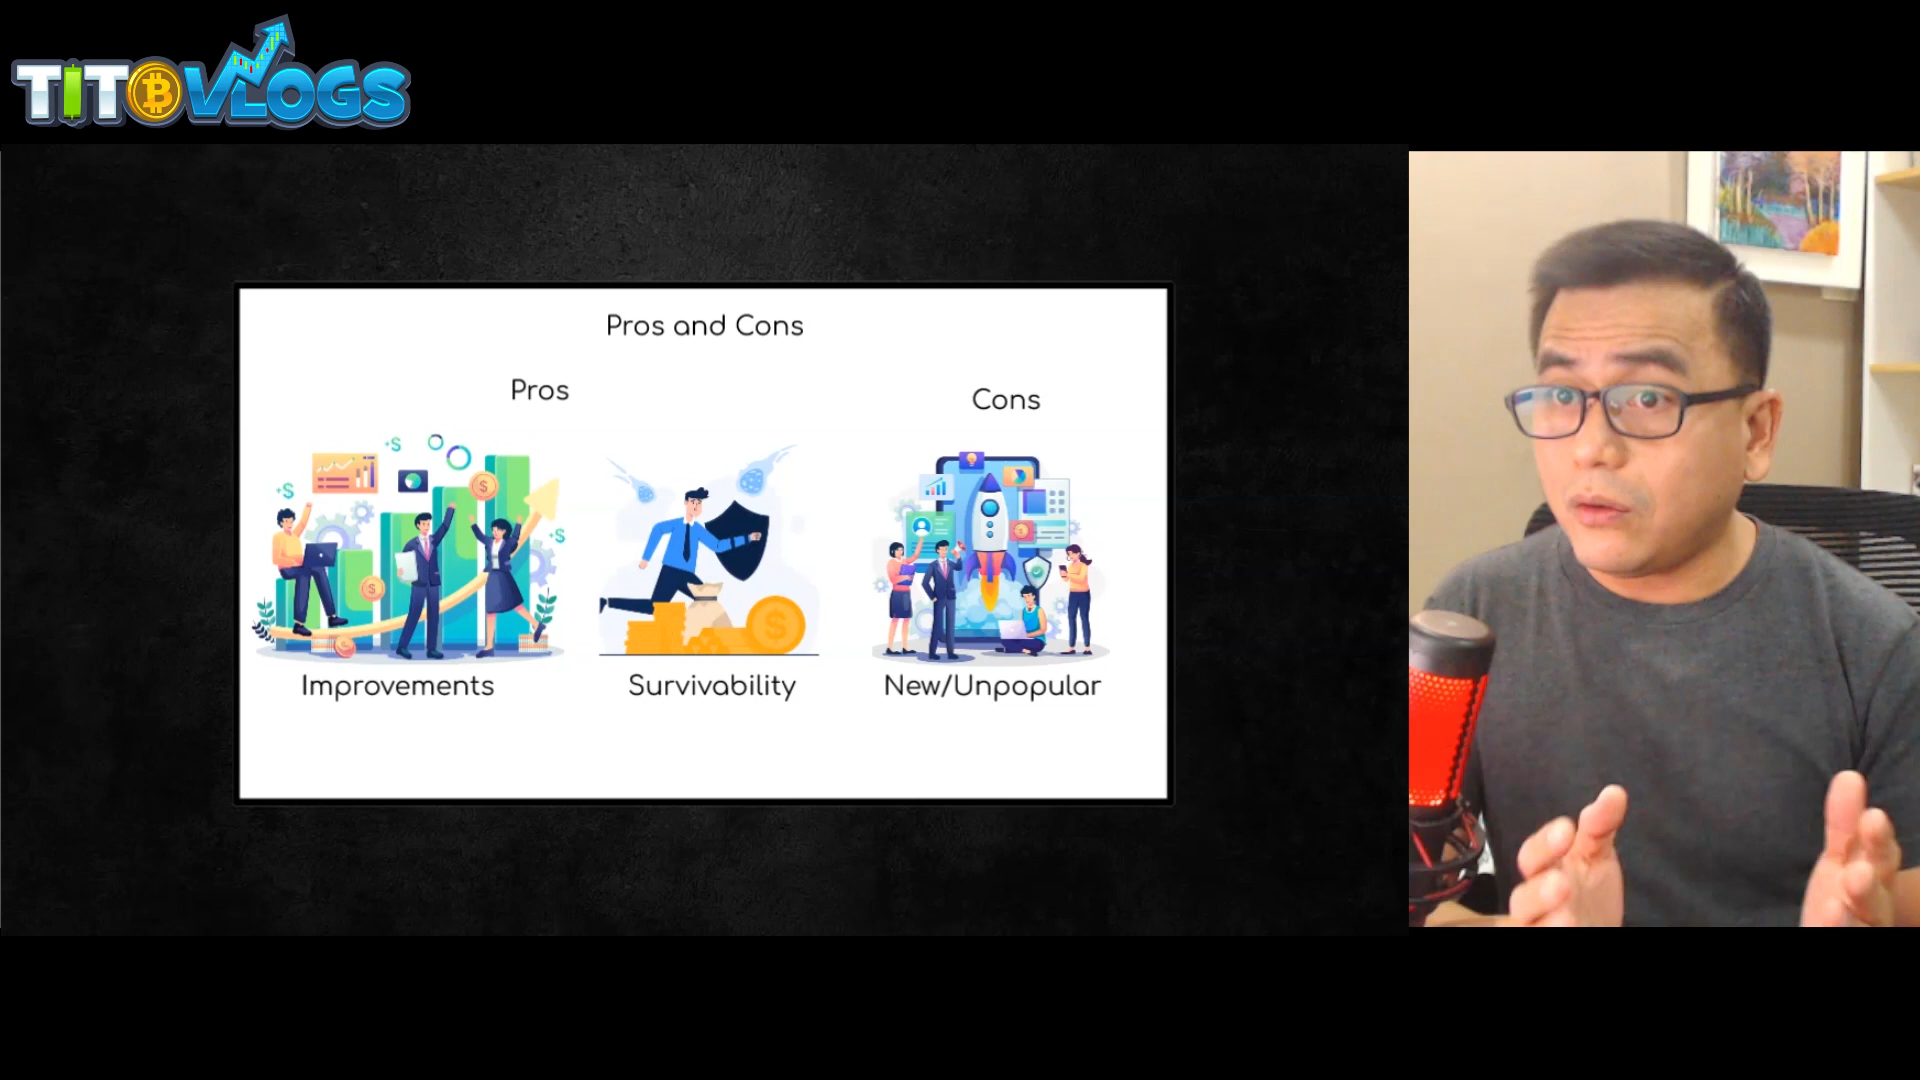 TITOVLOGS
Pros and Cons
Pros
Cons
Improvements
Survivability
New/Unpopular